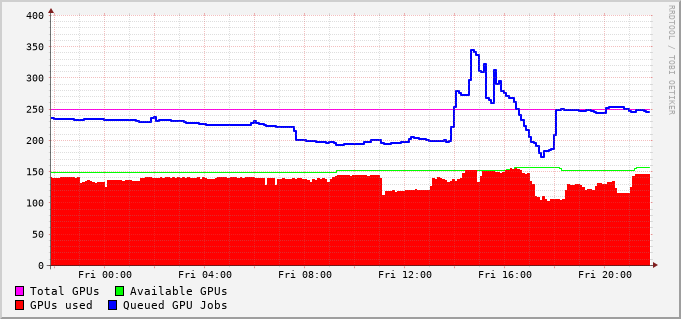 400
350
300
250
200
150
100
50
0
Fri 00:00 Fri 04:00 Fri 08:00 Fri 12:00 Fri 16:00 Fri 20:00
Total GPUs Available GPUs
GPUs used Queued GPU Jobs
RRDTOOL / TOBI OETIKER